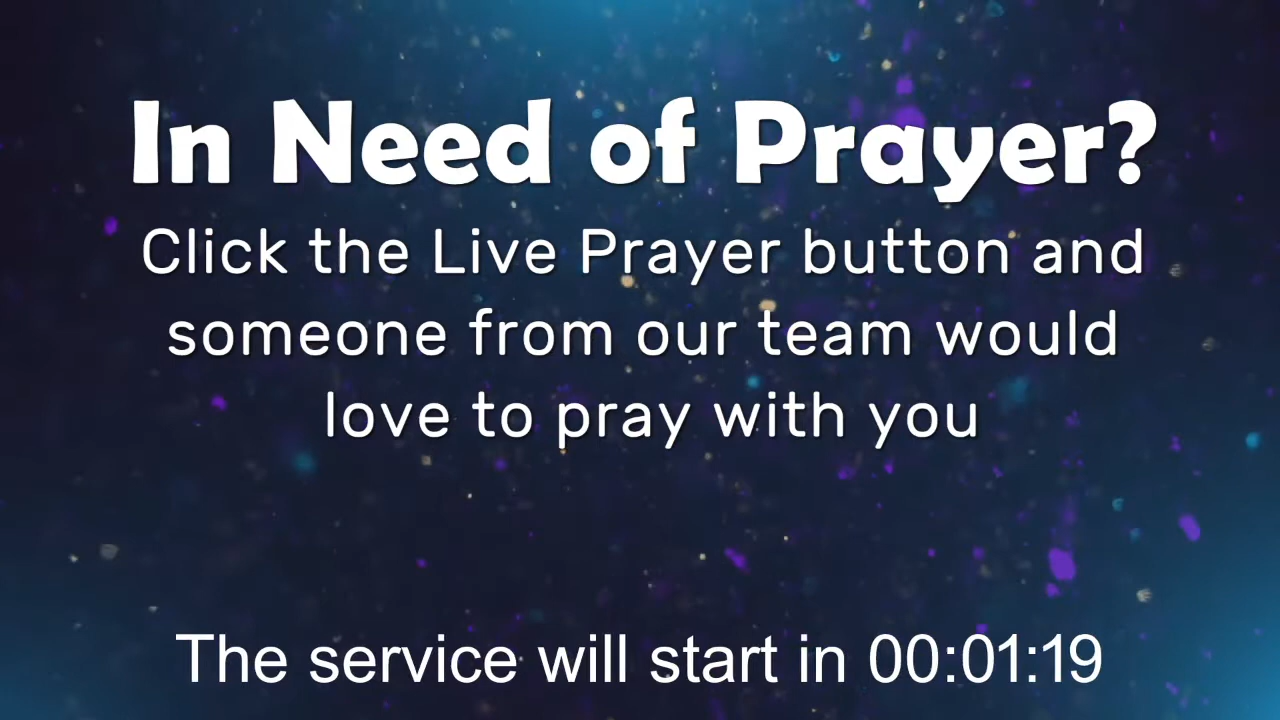 In Need of Prayer?
Click the Live Prayer button and
someone from our team would
love to pray with you
The service will start in 00:01:19